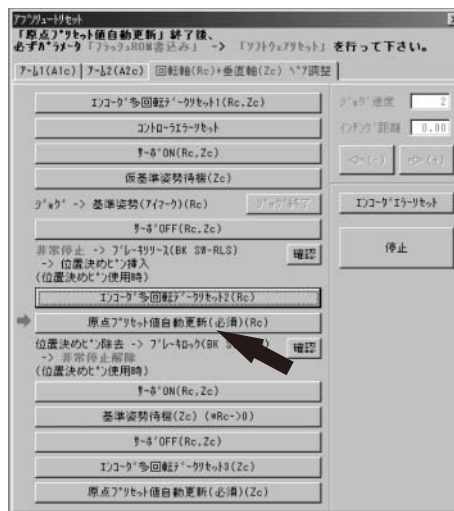 アブソリュートリセット
「原点プリセット値自動更新」終了後、
必ずパラメータ「フラッシュROM書込み」 -> 「ソフトウェアリセット」 を行って下さい。
アーム1(A1c) アーム2(A2c) 回転軸(Rc)+垂直軸(Zc) ペア調整
エンコーダ多回転データリセット1(Rc,Zc)
コントローラエラーリセット
サーボON(Rc,Zc)
仮基準姿勢待機(Zc)
ジョグ -> 基準姿勢(アイマーク)(Rc) ジョグ終了
サーボOFF(Rc,Zc)
非常停止 -> ブレーキリリース(BK SW-RLS)
-> 位置決めピン挿入
(位置決めピン使用時)
確認
エンコーダ多回転データリセット2(Rc)
原点プリセット値自動更新(必須)(Rc)
位置決めピン除去 -> ブレーキロック(BK
-> 非常停止解除
(位置決めピン使用時)
確認
サーボON(Rc,Zc)
基準姿勢待機(Zc) (*Rc->0)
サーボOFF(Rc,Zc)
エンコーダ多回転データリセット3(Zc)
原点プリセット値自動更新(必須)(Zc)
ジョグ速度 2
インチング距離 0.00
(-) (+)
エンコーダエラーリセット
停止